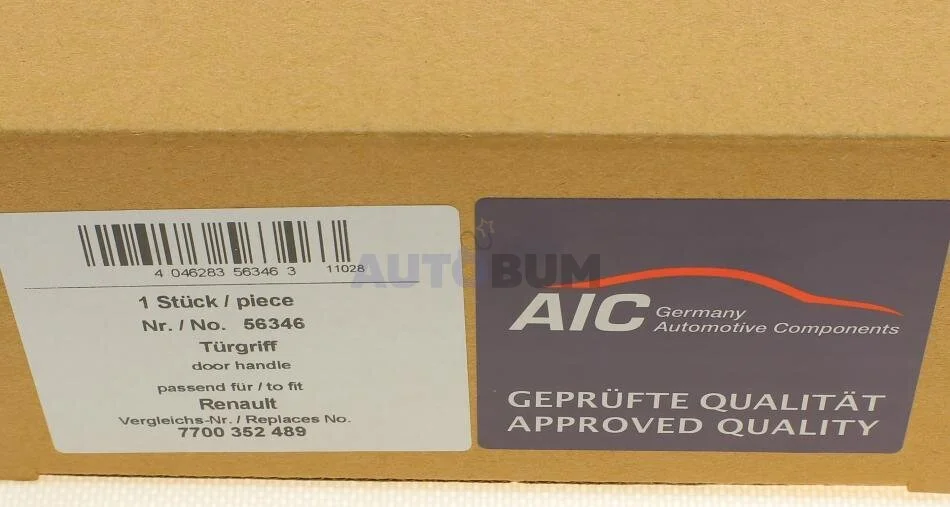 4 046283 56346 3
11028
1 Stück / piece
Nr. / No. 56346
Türgriff
door handle
passend für / to fit
Renault
Vergleichs-Nr. / Replaces No.
7700 352 489
AUTOBUM
AIC Germany
Automotive Components
GEPRÜFTE QUALITÄT
APPROVED QUALITY